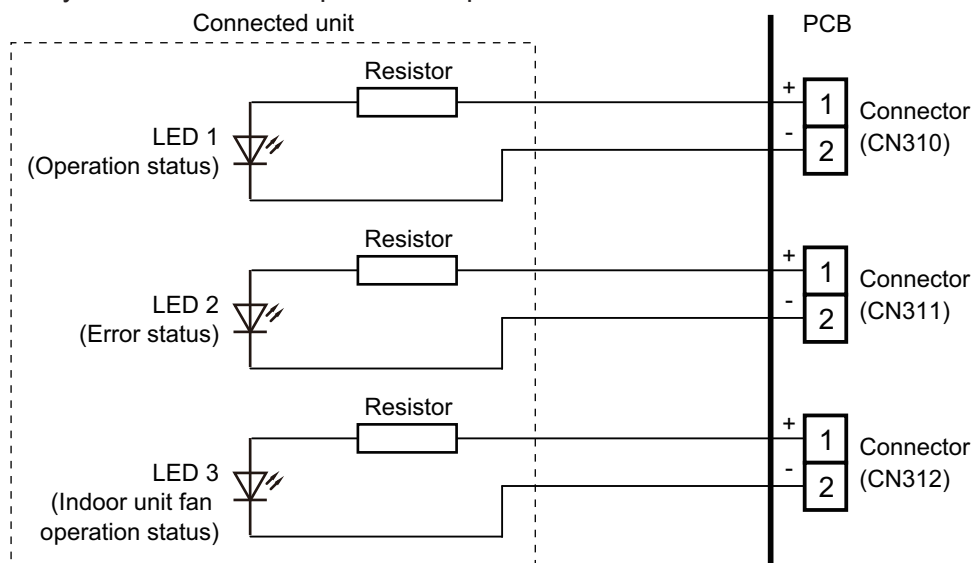 Connected unit
PCB
Resistor
LED 1
(Operation status)
+
1
-
2
Connector
(CN310)
Resistor
LED 2
(Error status)
+
1
-
2
Connector
(CN311)
Resistor
LED 3
(Indoor unit fan
operation status)
+
1
-
2
Connector
(CN312)